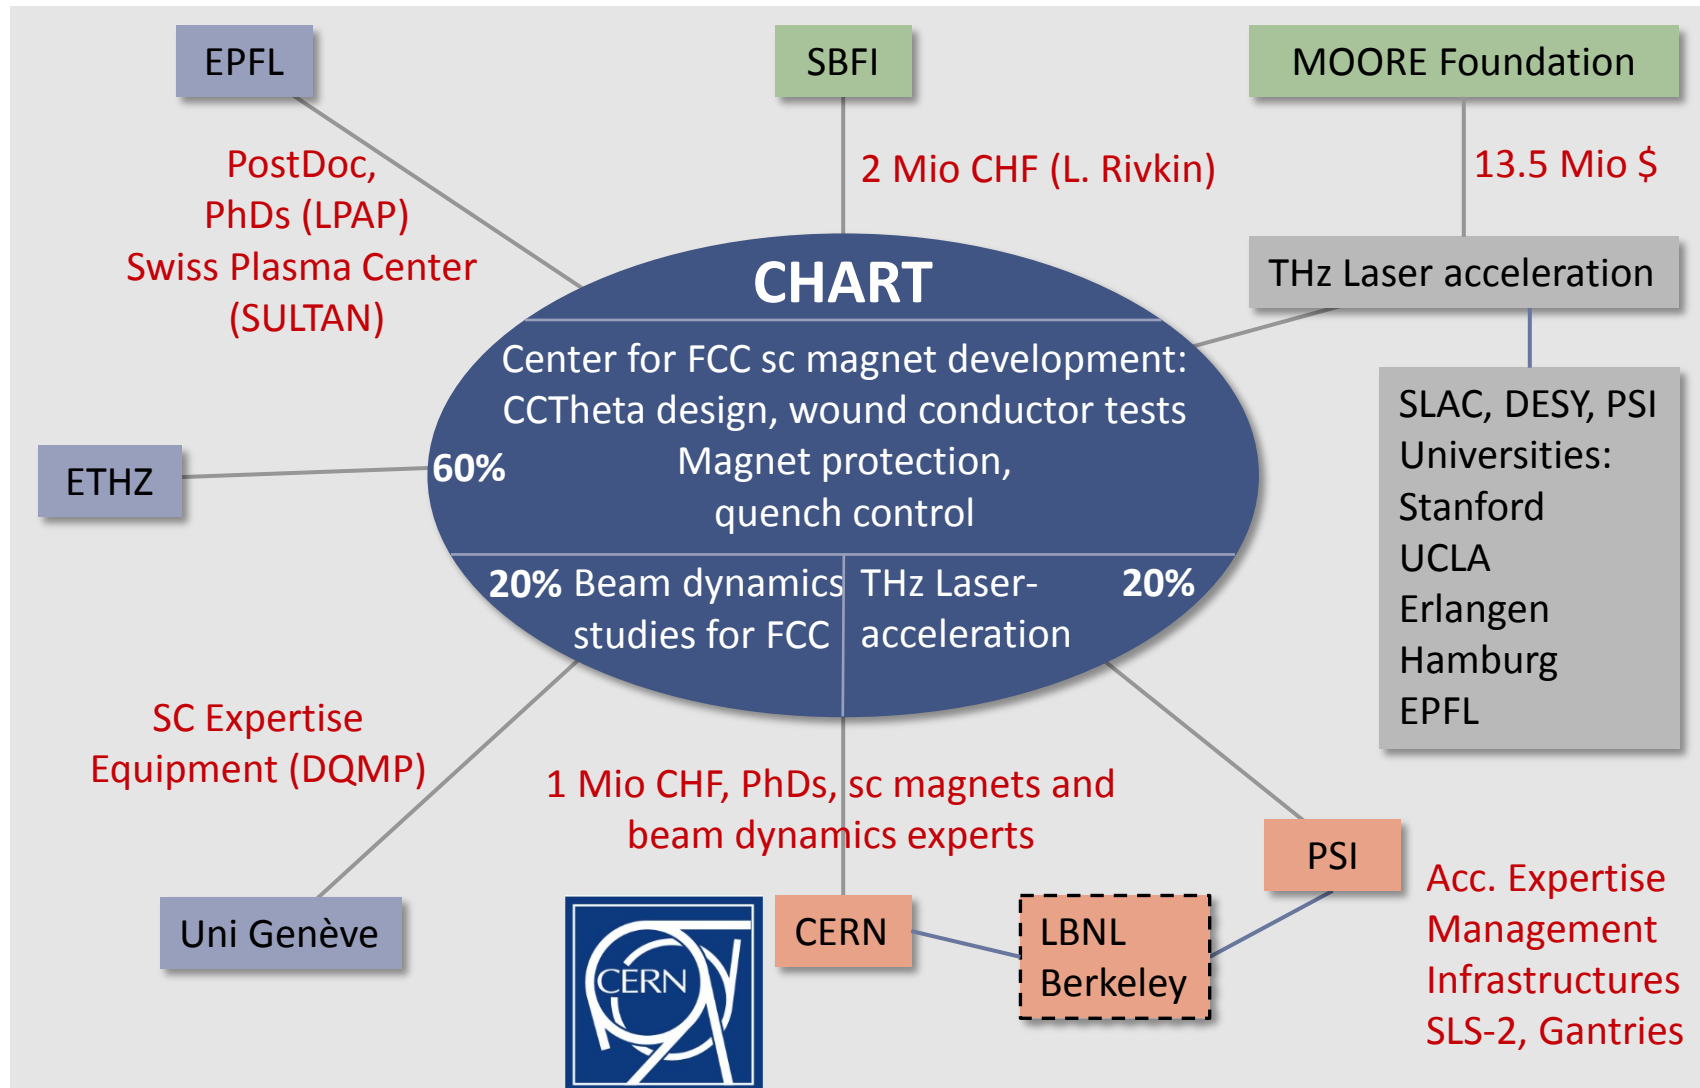 EPFL
SBFI
MOORE Foundation
PostDoc,
PhDs (LPAP)
Swiss Plasma Center
(SULTAN)
2 Mio CHF (L. Rivkin)
13.5 Mio $
THz Laser acceleration
CHART
Center for FCC sc magnet development:
CCTheta design, wound conductor tests
Magnet protection,
quench control
60%
ETHZ
SLAC, DESY, PSI
Universities:
Stanford
UCLA
Erlangen
Hamburg
EPFL
20% Beam dynamics
studies for FCC
THz Laser-
acceleration
20%
SC Expertise
Equipment (DQMP)
1 Mio CHF, PhDs, sc magnets and
beam dynamics experts
PSI
Acc. Expertise
Management
Infrastructures
SLS-2, Gantries
Uni Genève
CERN
CERN
LBNL
Berkeley